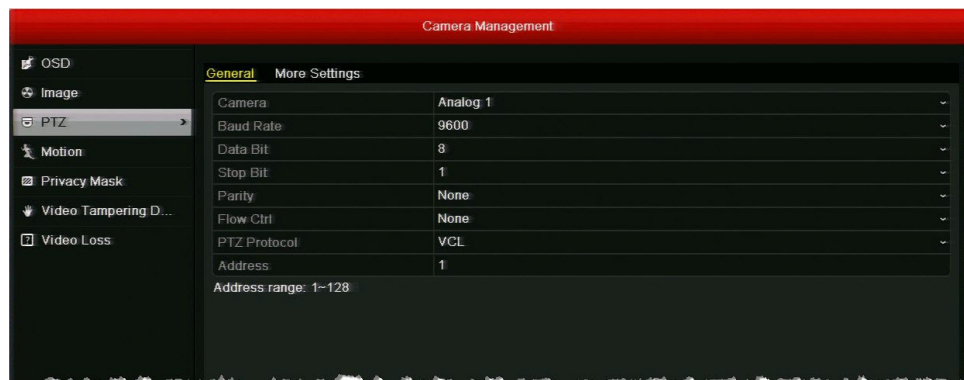 Camera Management
OSD
Image
PTZ
Motion
Privacy Mask
Video Tampering D...
Video Loss
General More Settings
Camera Analog 1
Baud Rate 9600
Data Bit 8
Stop Bit 1
Parity None
Flow Ctrl None
PTZ Protocol VCL
Address 1
Address range: 1~128